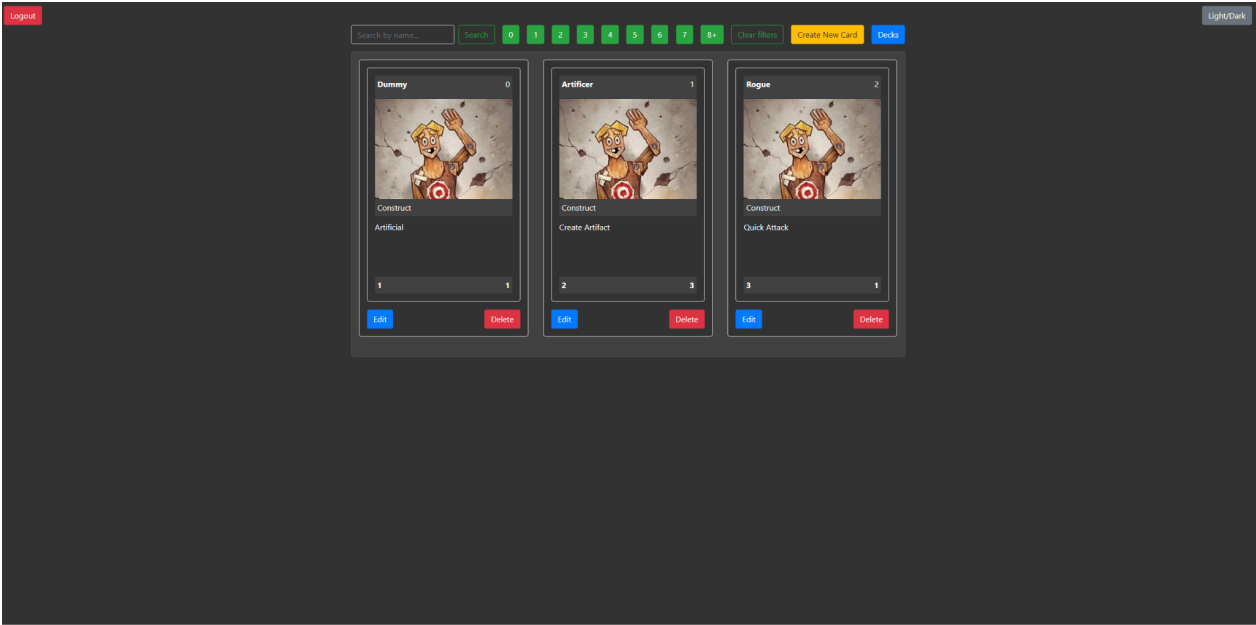 Logout Light/Dark
Search by name... Search 0 1 2 3 4 5 6 7 8+ Clear filters Create New Card Decks
Dummy 0 Artificer 1 Rogue 2
Construct Construct Construct
Artificial Create Artifact Quick Attack
1 1 2 3 3 1
Edit Delete Edit Delete Edit Delete